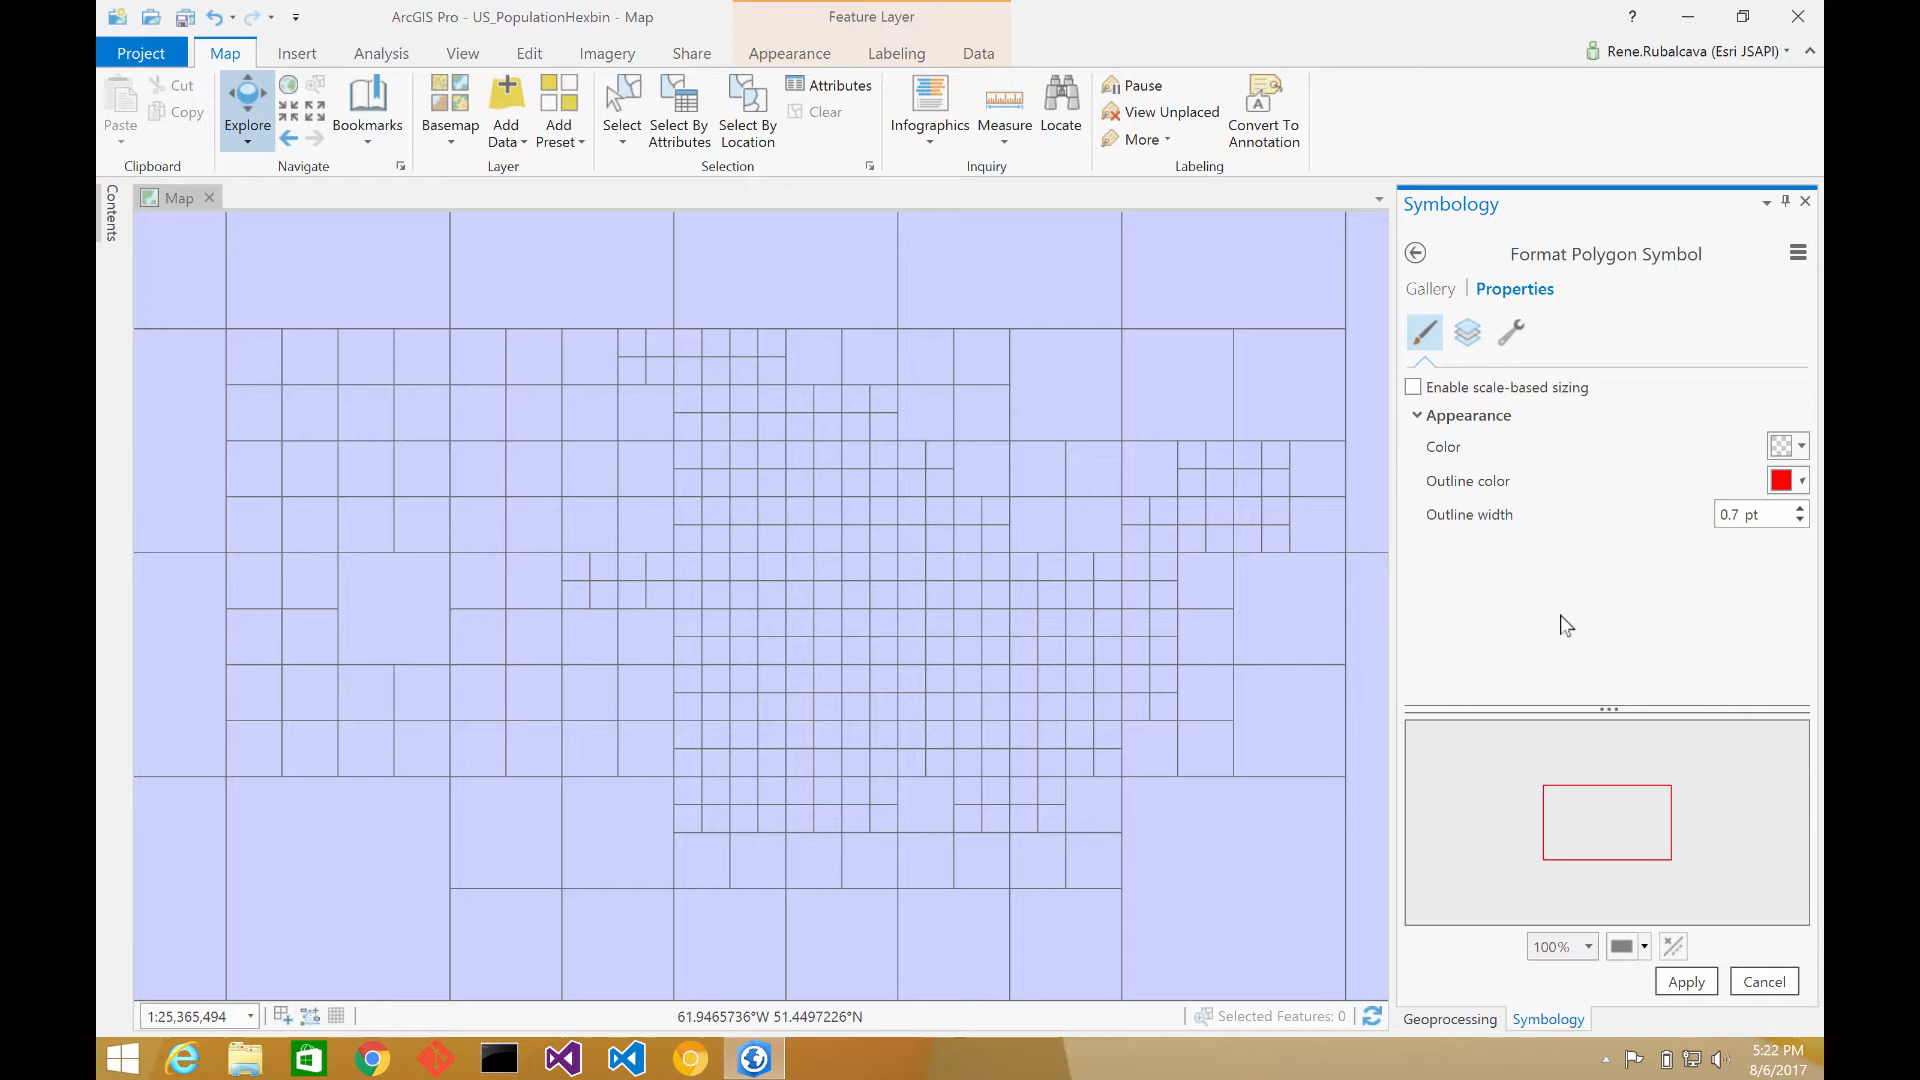 ArcGIS Pro - US_PopulationHexbin - Map
Feature Layer
?
Project
Map
Insert
Analysis
View
Edit
Imagery
Share
Appearance
Labeling
Data
Rene.Rubalcava (Esri JSAPI)
Paste
Cut
Copy
Clipboard
Explore
Bookmarks
Navigate
Basemap
Add
Data
Add
Preset
Layer
Select
Select By
Attributes
Select By
Location
Attributes
Clear
Selection
Infographics
Measure
Locate
Inquiry
Pause
View Unplaced
More
Convert To
Annotation
Labeling
Contents
Map
Symbology
Format Polygon Symbol
Gallery
Properties
Enable scale-based sizing
Appearance
Color
Outline color
Outline width
0.7 pt
100%
Apply
Cancel
1:25,365,494
61.9465736°W 51.4497226°N
Selected Features: 0
Geoprocessing
Symbology
5:22 PM
8/6/2017